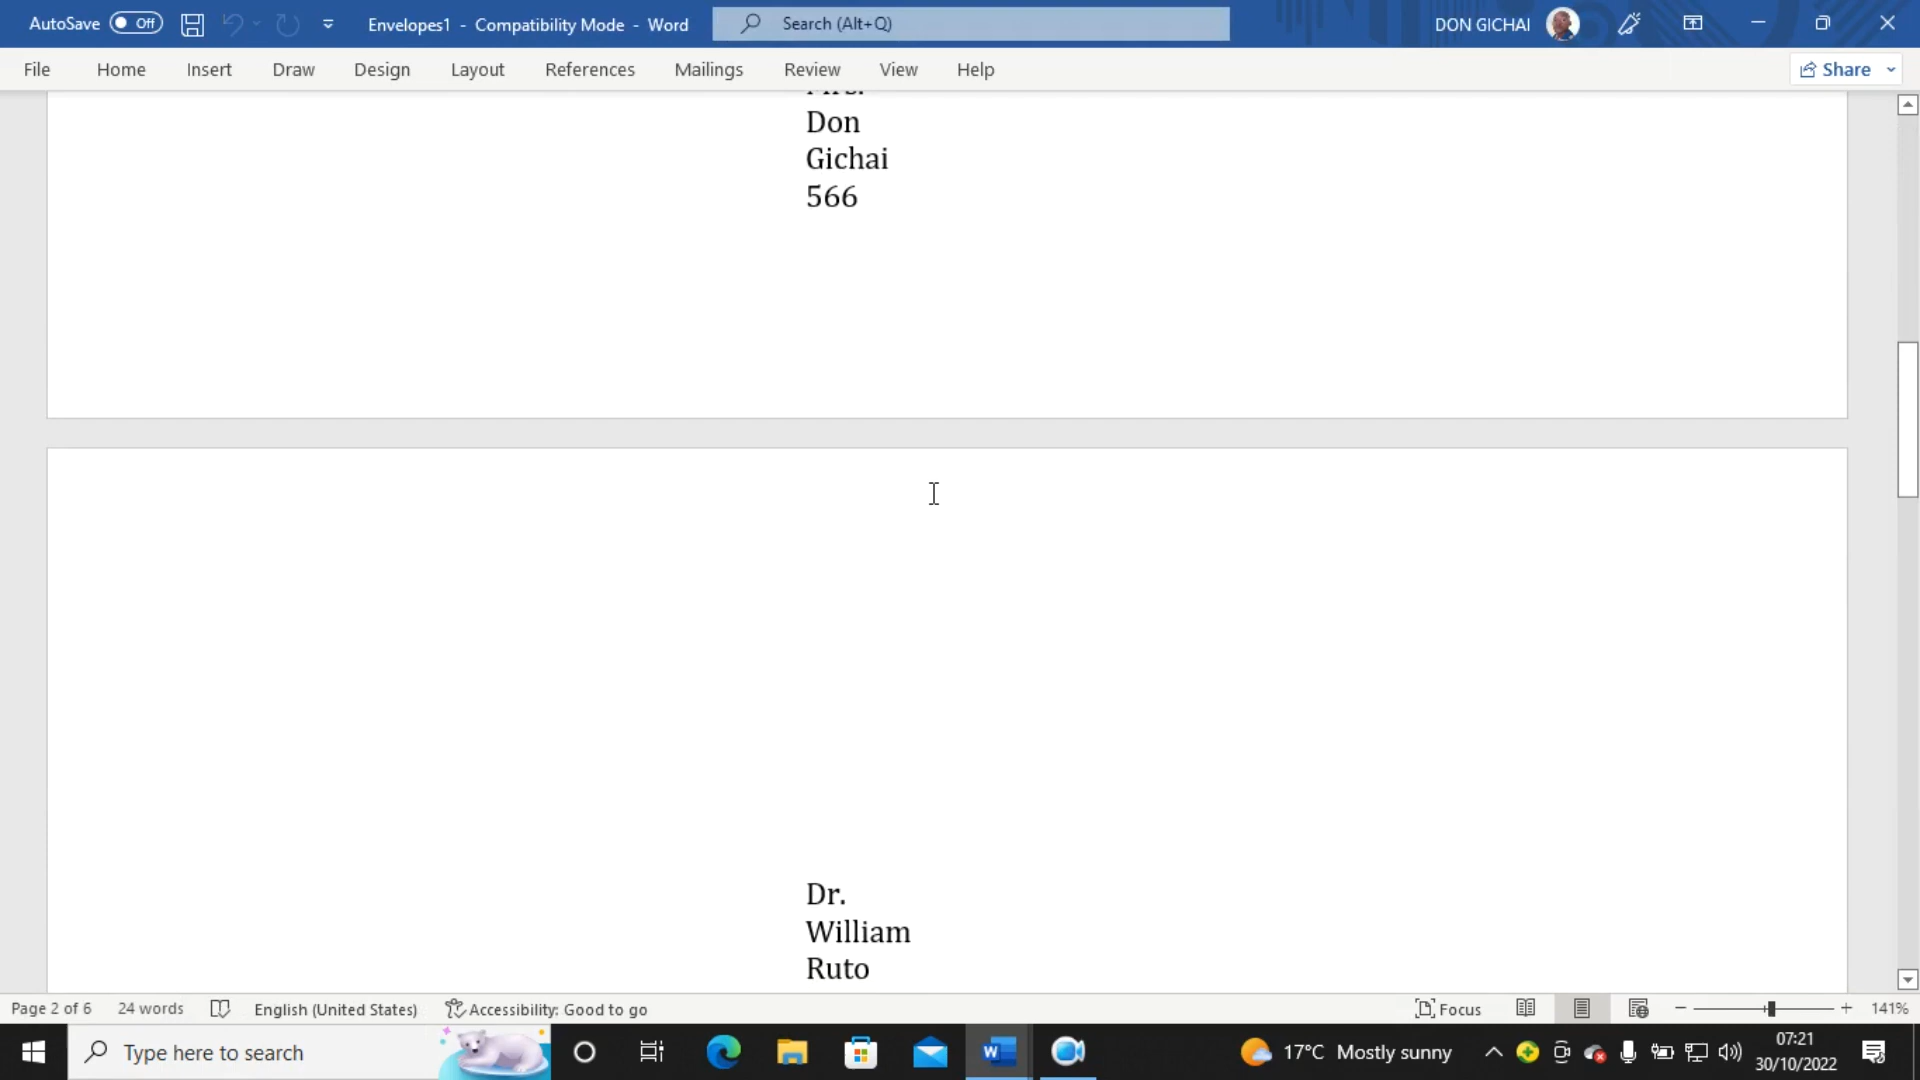 AutoSave Off Envelopes1 - Compatibility Mode - Word Search (Alt+Q) DON GICHAI
File Home Insert Draw Design Layout References Mailings Review View Help Share
Mrs.
Don
Gichai
566
Dr.
William
Ruto
Page 2 of 6 24 words English (United States) Accessibility: Good to go Focus 141%
Type here to search 17°C Mostly sunny 07:21
30/10/2022